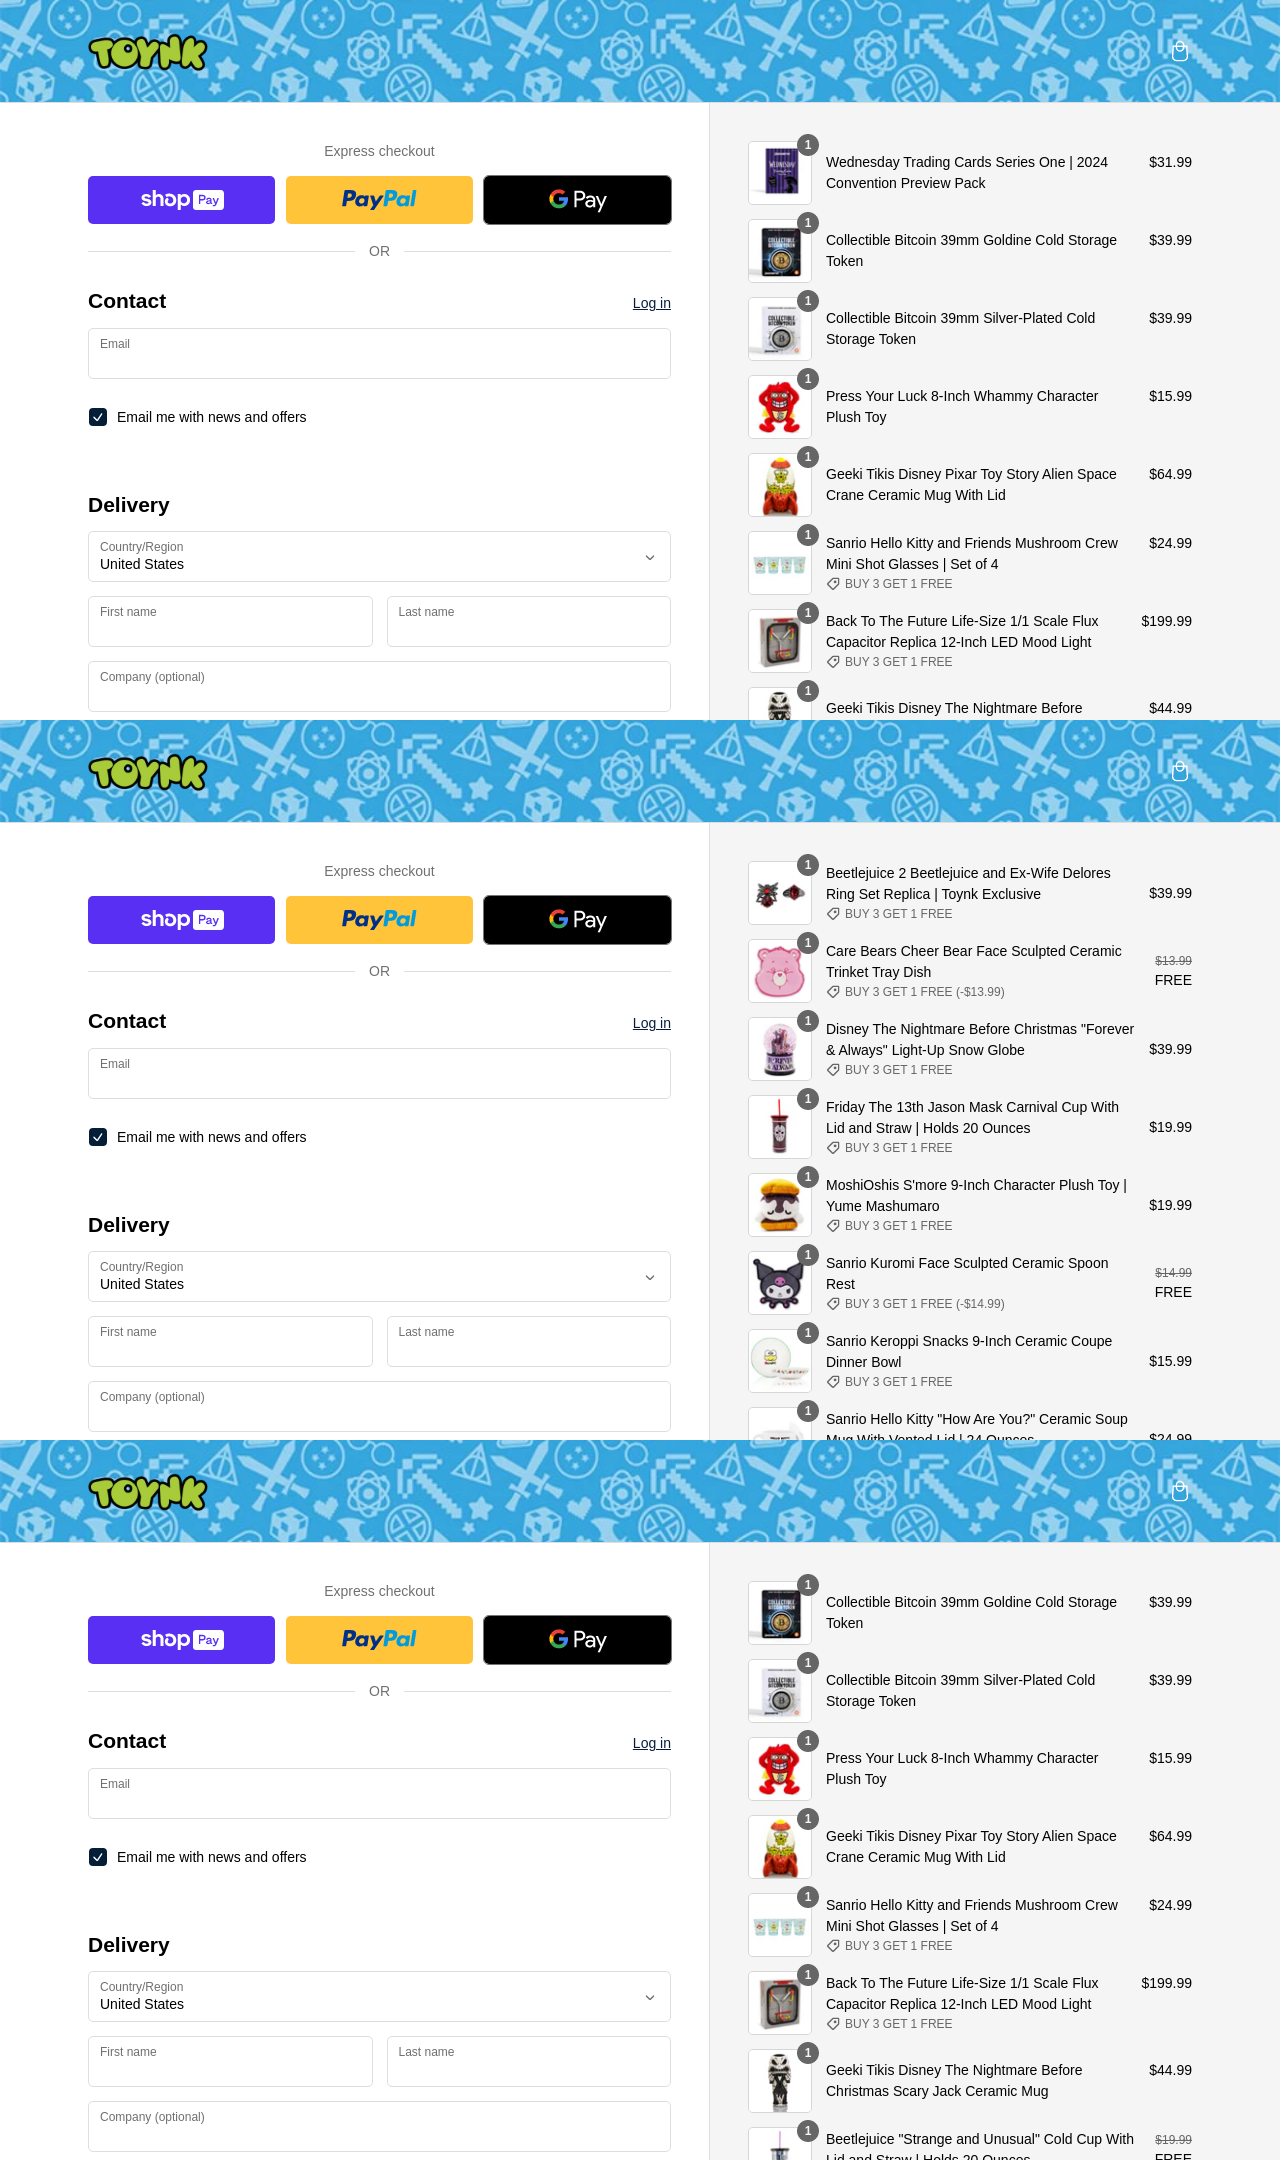 TOYNK
Express checkout
shop Pay
PayPal
G Pay
OR
Contact
Log in
Email
Email me with news and offers
Delivery
Country/Region
United States
First name
Last name
Company (optional)
1
Wednesday Trading Cards Series One | 2024
Convention Preview Pack
$31.99
1
Collectible Bitcoin 39mm Goldine Cold Storage
Token
$39.99
1
Collectible Bitcoin 39mm Silver-Plated Cold
Storage Token
$39.99
1
Press Your Luck 8-Inch Whammy Character
Plush Toy
$15.99
1
Geeki Tikis Disney Pixar Toy Story Alien Space
Crane Ceramic Mug With Lid
$64.99
1
Sanrio Hello Kitty and Friends Mushroom Crew
Mini Shot Glasses | Set of 4
BUY 3 GET 1 FREE
$24.99
1
Back To The Future Life-Size 1/1 Scale Flux
Capacitor Replica 12-Inch LED Mood Light
BUY 3 GET 1 FREE
$199.99
1
Geeki Tikis Disney The Nightmare Before
$44.99
TOYNK
Express checkout
shop Pay
PayPal
G Pay
OR
Contact
Log in
Email
Email me with news and offers
Delivery
Country/Region
United States
First name
Last name
Company (optional)
1
Beetlejuice 2 Beetlejuice and Ex-Wife Delores
Ring Set Replica | Toynk Exclusive
BUY 3 GET 1 FREE
$39.99
1
Care Bears Cheer Bear Face Sculpted Ceramic
Trinket Tray Dish
BUY 3 GET 1 FREE (-$13.99)
$13.99
FREE
1
Disney The Nightmare Before Christmas "Forever
& Always" Light-Up Snow Globe
BUY 3 GET 1 FREE
$39.99
1
Friday The 13th Jason Mask Carnival Cup With
Lid and Straw | Holds 20 Ounces
BUY 3 GET 1 FREE
$19.99
1
MoshiOshis S'more 9-Inch Character Plush Toy |
Yume Mashumaro
BUY 3 GET 1 FREE
$19.99
1
Sanrio Kuromi Face Sculpted Ceramic Spoon
Rest
BUY 3 GET 1 FREE (-$14.99)
$14.99
FREE
1
Sanrio Keroppi Snacks 9-Inch Ceramic Coupe
Dinner Bowl
BUY 3 GET 1 FREE
$15.99
1
Sanrio Hello Kitty "How Are You?" Ceramic Soup
Mug With Vented Lid | 24 Ounces
$24.99
TOYNK
Express checkout
shop Pay
PayPal
G Pay
OR
Contact
Log in
Email
Email me with news and offers
Delivery
Country/Region
United States
First name
Last name
Company (optional)
1
Collectible Bitcoin 39mm Goldine Cold Storage
Token
$39.99
1
Collectible Bitcoin 39mm Silver-Plated Cold
Storage Token
$39.99
1
Press Your Luck 8-Inch Whammy Character
Plush Toy
$15.99
1
Geeki Tikis Disney Pixar Toy Story Alien Space
Crane Ceramic Mug With Lid
$64.99
1
Sanrio Hello Kitty and Friends Mushroom Crew
Mini Shot Glasses | Set of 4
BUY 3 GET 1 FREE
$24.99
1
Back To The Future Life-Size 1/1 Scale Flux
Capacitor Replica 12-Inch LED Mood Light
BUY 3 GET 1 FREE
$199.99
1
Geeki Tikis Disney The Nightmare Before
Christmas Scary Jack Ceramic Mug
$44.99
1
Beetlejuice "Strange and Unusual" Cold Cup With
Lid and Straw | Holds 20 Ounces
$19.99
FREE